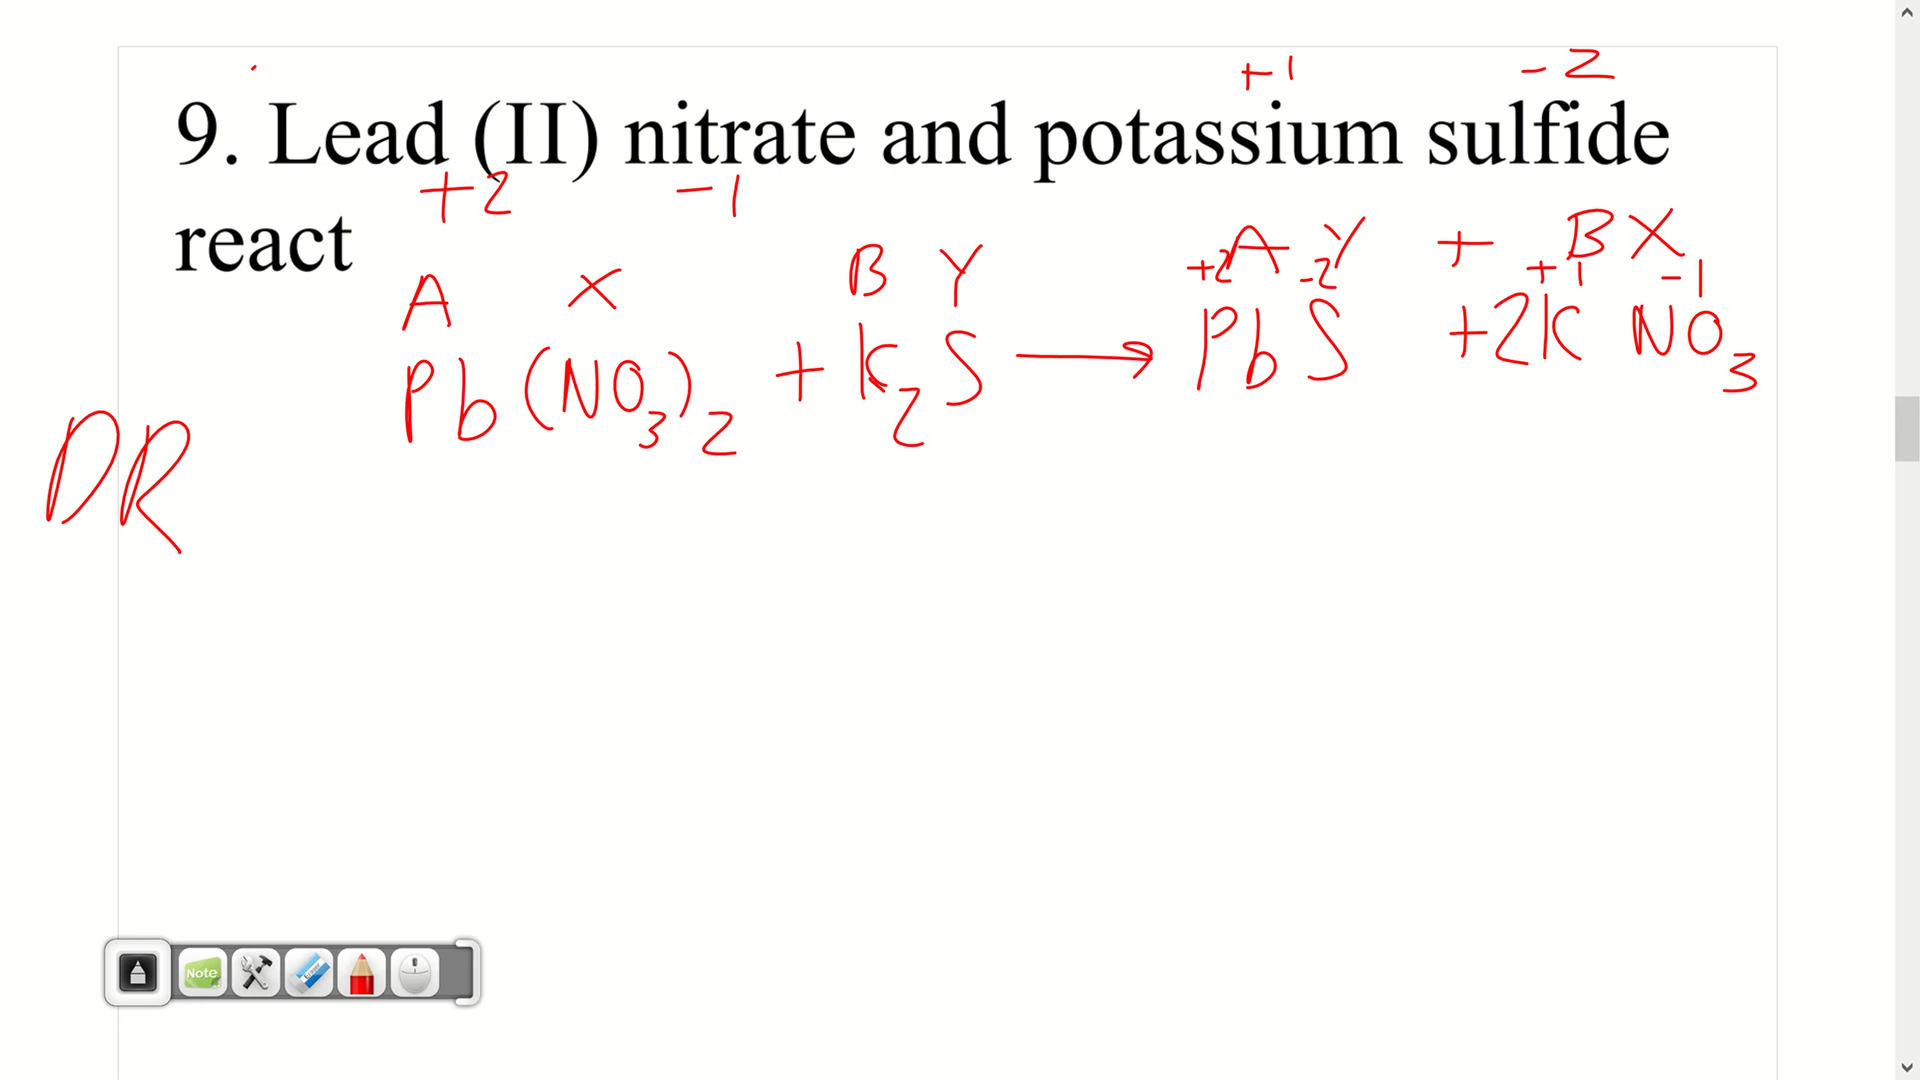 +1 -2
9. Lead (II) nitrate and potassium sulfide
+2 -1
react
A X B Y A Y + B X
+2 -2 +1 -1
Pb(NO3)2 + K2S → PbS + 2KNO3
DR
Note